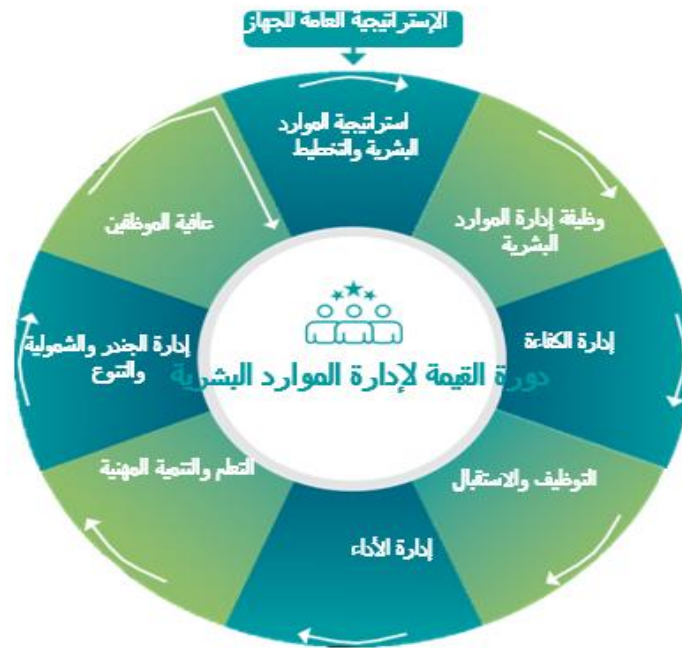 الإستراتيجية العامة للجهاز
استراتيجية الموارد
البشرية والتخطيط
وظيفة إدارة الموارد
البشرية
إدارة الكفاءة
التوظيف والاستقبال
إدارة الأداء
التعلم والتنمية المهنية
إدارة الجندر والشمولية
والتنوع
عافية الموظفين
دورة القيمة لإدارة الموارد البشرية